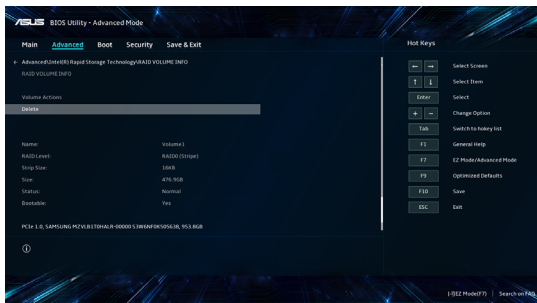 ASUS BIOS Utility - Advanced Mode
Main Advanced Boot Security Save & Exit
Hot Keys
← Advanced\Intel(R) Rapid Storage Technology\RAID VOLUME INFO
RAID VOLUME INFO
Volume Actions
Delete
Name: Volume1
RAID Level: RAID0 (Stripe)
Strip Size: 16KB
Size: 476.9GB
Status: Normal
Bootable: Yes
PCIe 1.0, SAMSUNG MZVLB1T0HALR-00000 S3W6NF0K505638, 953.8GB
← → Select Screen
↑ ↓ Select Item
Enter Select
+ − Change Option
Tab Switch to hokey list
F1 General Help
F7 EZ Mode/Advanced Mode
F9 Optimized Defaults
F10 Save
ESC Exit
EZ Mode(F7) | Search on FAQ